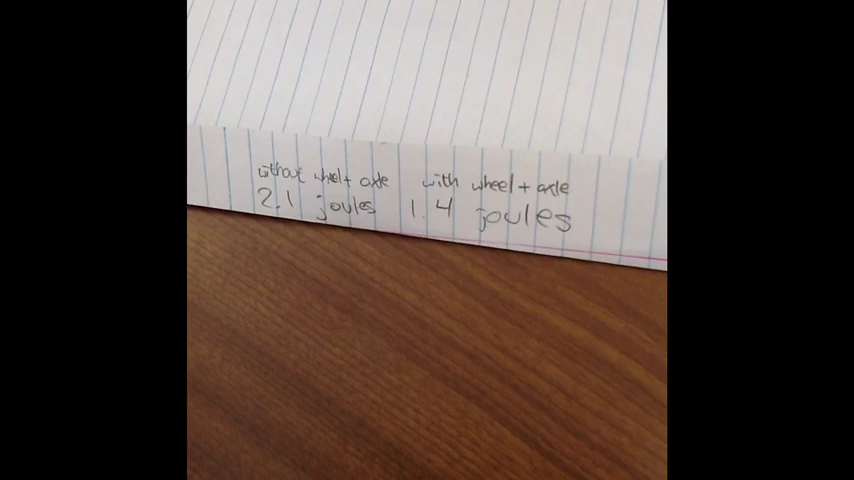 without wheel + axle with wheel + axle
2.1 joules 1.4 joules